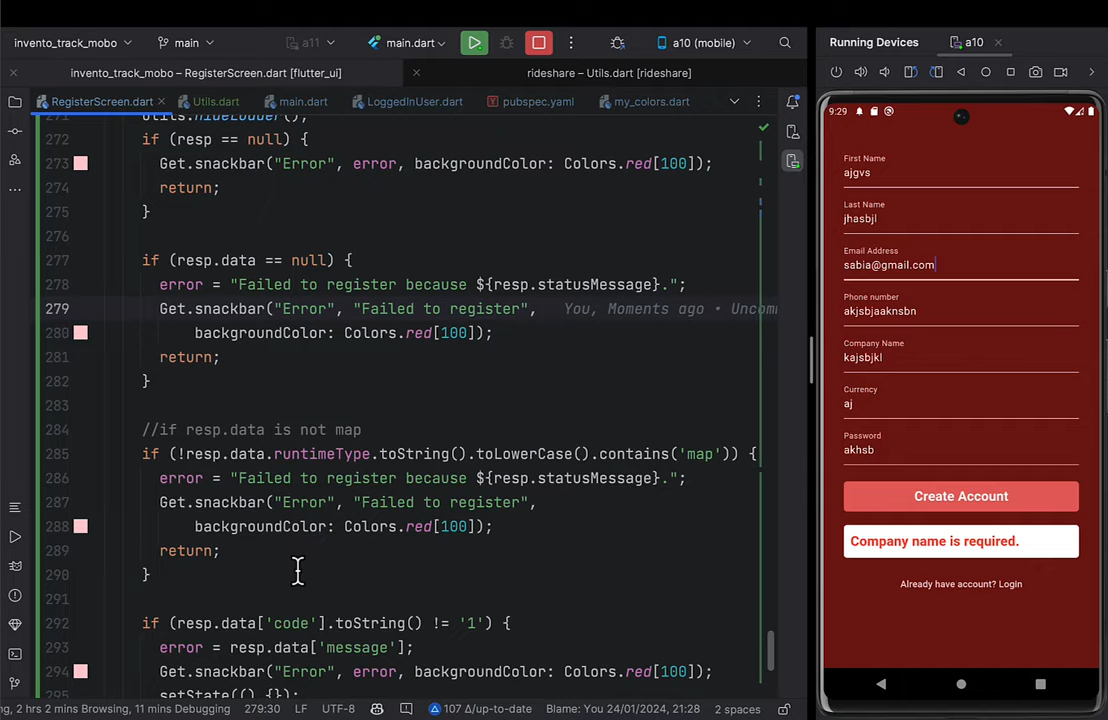 invento_track_mobo
main
a11
main.dart
a10 (mobile)
Running Devices
a10
invento_track_mobo – RegisterScreen.dart [flutter_ui]
rideshare – Utils.dart [rideshare]
RegisterScreen.dart
Utils.dart
main.dart
LoggedInUser.dart
pubspec.yaml
my_colors.dart
271 Utils.hideLoader();
272 if (resp == null) {
273 Get.snackbar("Error", error, backgroundColor: Colors.red[100]);
274 return;
275 }
276
277 if (resp.data == null) {
278 error = "Failed to register because ${resp.statusMessage}.";
279 Get.snackbar("Error", "Failed to register", You, Moments ago • Uncomm
280 backgroundColor: Colors.red[100]);
281 return;
282 }
283
284 //if resp.data is not map
285 if (!resp.data.runtimeType.toString().toLowerCase().contains('map')) {
286 error = "Failed to register because ${resp.statusMessage}.";
287 Get.snackbar("Error", "Failed to register",
288 backgroundColor: Colors.red[100]);
289 return;
290 }
291
292 if (resp.data['code'].toString() != '1') {
293 error = resp.data['message'];
294 Get.snackbar("Error", error, backgroundColor: Colors.red[100]);
295 setState(() {});
ng, 2 hrs 2 mins Browsing, 11 mins Debugging
279:30
LF
UTF-8
107 Δ/up-to-date
Blame: You 24/01/2024, 21:28
2 spaces
9:29
First Name
ajgvs
Last Name
jhasbjl
Email Address
sabia@gmail.com
Phone number
akjsbjaaknsbn
Company Name
kajsbjkl
Currency
aj
Password
akhsb
Create Account
Company name is required.
Already have account? Login